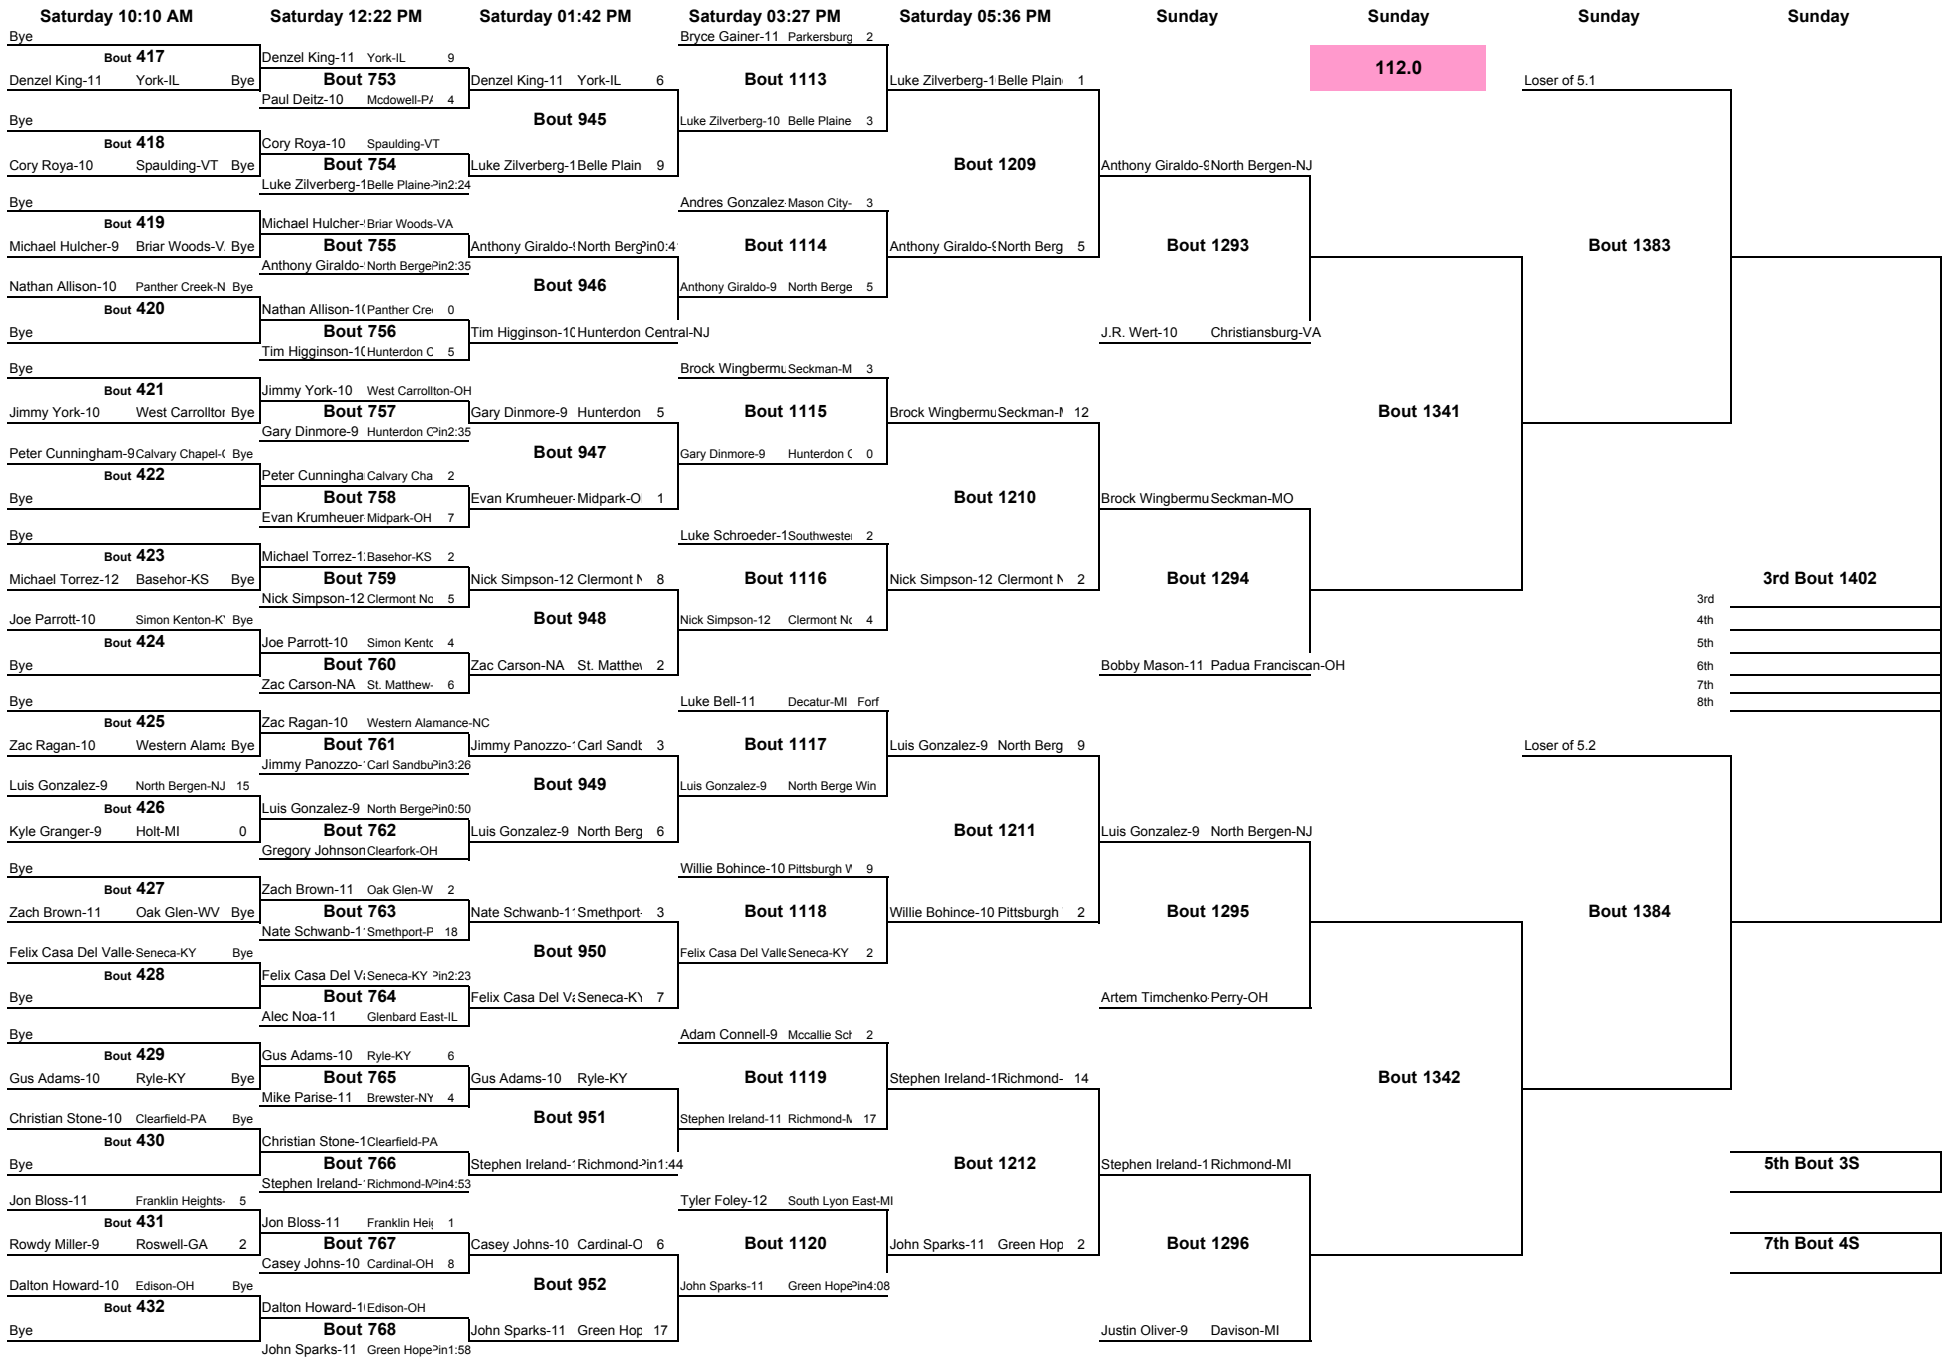 Saturday 10:10 AM Saturday 12:22 PM Saturday 01:42 PM Saturday 03:27 PM Saturday 05:36 PM Sunday Sunday Sunday Sunday
112.0
Bye
Bout 417
Denzel King-11 York-IL Bye
Bye
Bout 418
Cory Roya-10 Spaulding-VT Bye
Bye
Bout 419
Michael Hulcher-9 Briar Woods-V. Bye
Nathan Allison-10 Panther Creek-N Bye
Bout 420
Bye
Bye
Bout 421
Jimmy York-10 West Carrollton Bye
Peter Cunningham-9 Calvary Chapel-( Bye
Bout 422
Bye
Bye
Bout 423
Michael Torrez-12 Basehor-KS Bye
Joe Parrott-10 Simon Kenton-K Bye
Bout 424
Bye
Bye
Bout 425
Zac Ragan-10 Western Alama Bye
Luis Gonzalez-9 North Bergen-NJ 15
Bout 426
Kyle Granger-9 Holt-MI 0
Bye
Bout 427
Zach Brown-11 Oak Glen-WV Bye
Felix Casa Del Valle- Seneca-KY Bye
Bout 428
Bye
Bye
Bout 429
Gus Adams-10 Ryle-KY Bye
Christian Stone-10 Clearfield-PA Bye
Bout 430
Bye
Jon Bloss-11 Franklin Heights- 5
Bout 431
Rowdy Miller-9 Roswell-GA 2
Dalton Howard-10 Edison-OH Bye
Bout 432
Bye
Denzel King-11 York-IL 9
Bout 753
Paul Deitz-10 Mcdowell-PA 4
Cory Roya-10 Spaulding-VT
Bout 754
Luke Zilverberg-1 Belle Plaine- Pin2:24
Michael Hulcher- Briar Woods-VA
Bout 755
Anthony Giraldo- North Berge Pin2:35
Nathan Allison-10 Panther Cre 0
Bout 756
Tim Higginson-10 Hunterdon C 5
Jimmy York-10 West Carrollton-OH
Bout 757
Gary Dinmore-9 Hunterdon C Pin2:35
Peter Cunningha Calvary Cha 2
Bout 758
Evan Krumheuer- Midpark-OH 7
Michael Torrez-1 Basehor-KS 2
Bout 759
Nick Simpson-12 Clermont No 5
Joe Parrott-10 Simon Kento 4
Bout 760
Zac Carson-NA St. Matthew- 6
Zac Ragan-10 Western Alamance-NC
Bout 761
Jimmy Panozzo- Carl Sandbu Pin3:26
Luis Gonzalez-9 North Berge Pin0:50
Bout 762
Gregory Johnson Clearfork-OH
Zach Brown-11 Oak Glen-W 2
Bout 763
Nate Schwanb-1 Smethport-P 18
Felix Casa Del V Seneca-KY Pin2:23
Bout 764
Alec Noa-11 Glenbard East-IL
Gus Adams-10 Ryle-KY 6
Bout 765
Mike Parise-11 Brewster-NY 4
Christian Stone-1 Clearfield-PA
Bout 766
Stephen Ireland- Richmond-M Pin4:53
Jon Bloss-11 Franklin Heig 1
Bout 767
Casey Johns-10 Cardinal-OH 8
Dalton Howard-1 Edison-OH
Bout 768
John Sparks-11 Green Hope Pin1:58
Denzel King-11 York-IL 6
Bout 945
Luke Zilverberg-1 Belle Plain 9
Anthony Giraldo- North Berg Pin0:4
Bout 946
Tim Higginson-10 Hunterdon Central-NJ
Gary Dinmore-9 Hunterdon 5
Bout 947
Evan Krumheuer- Midpark-O 1
Nick Simpson-12 Clermont N 8
Bout 948
Zac Carson-NA St. Matthew 2
Jimmy Panozzo- Carl Sandb 3
Bout 949
Luis Gonzalez-9 North Berg 6
Nate Schwanb-1 Smethport- 3
Bout 950
Felix Casa Del Va Seneca-KY 7
Gus Adams-10 Ryle-KY
Bout 951
Stephen Ireland- Richmond- Pin1:44
Casey Johns-10 Cardinal-O 6
Bout 952
John Sparks-11 Green Hop 17
Bryce Gainer-11 Parkersburg 2
Bout 1113
Luke Zilverberg-10 Belle Plaine 3
Andres Gonzalez Mason City- 3
Bout 1114
Anthony Giraldo-9 North Berge 5
Brock Wingbermu Seckman-M 3
Bout 1115
Gary Dinmore-9 Hunterdon C 0
Luke Schroeder-1 Southweste 2
Bout 1116
Nick Simpson-12 Clermont No 4
Luke Bell-11 Decatur-MI Forf
Bout 1117
Luis Gonzalez-9 North Berge Win
Willie Bohince-10 Pittsburgh W 9
Bout 1118
Felix Casa Del Valle Seneca-KY 2
Adam Connell-9 Mccallie Sch 2
Bout 1119
Stephen Ireland-11 Richmond-M 17
Tyler Foley-12 South Lyon East-MI
Bout 1120
John Sparks-11 Green Hope Pin4:08
Luke Zilverberg-1 Belle Plain 1
Bout 1209
Anthony Giraldo-9 North Berg 5
Brock Wingbermu Seckman-M 12
Bout 1210
Nick Simpson-12 Clermont N 2
Luis Gonzalez-9 North Berg 9
Bout 1211
Willie Bohince-10 Pittsburgh 2
Stephen Ireland-1 Richmond- 14
Bout 1212
John Sparks-11 Green Hop 2
Anthony Giraldo-9 North Bergen-NJ
Bout 1293
J.R. Wert-10 Christiansburg-VA
Brock Wingbermu Seckman-MO
Bout 1294
Bobby Mason-11 Padua Franciscan-OH
Luis Gonzalez-9 North Bergen-NJ
Bout 1295
Artem Timchenko- Perry-OH
Stephen Ireland-1 Richmond-MI
Bout 1296
Justin Oliver-9 Davison-MI
Bout 1341
Bout 1342
Loser of 5.1
Bout 1383
Loser of 5.2
Bout 1384
3rd Bout 1402
3rd
4th
5th
6th
7th
8th
5th Bout 3S
7th Bout 4S